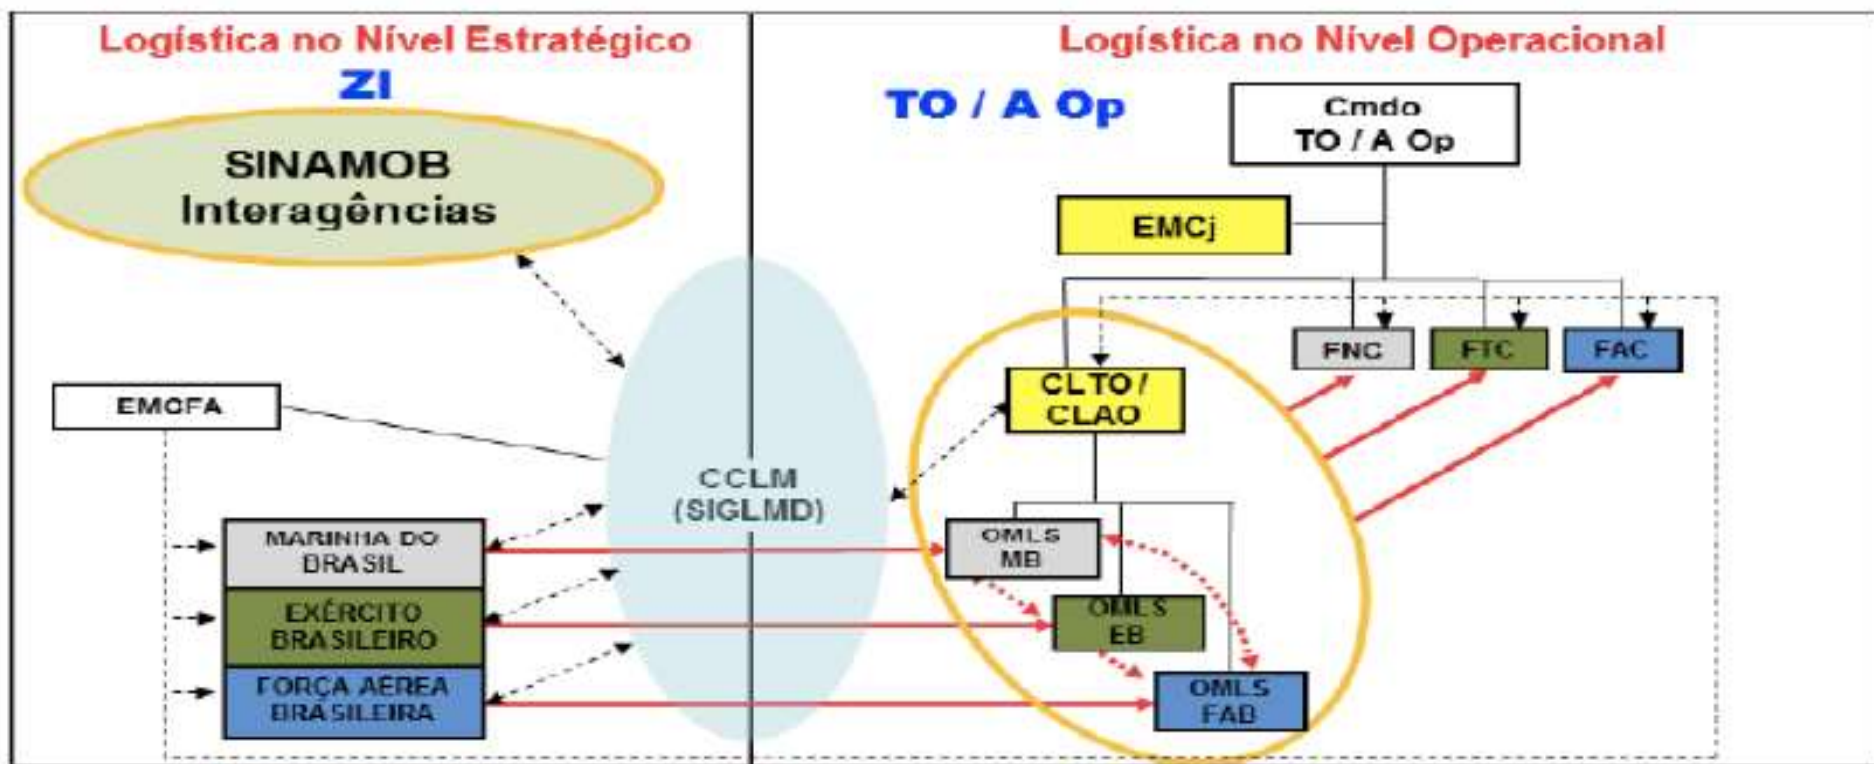 Logística no Nível Estratégico
ZI
SINAMOB
Interagências
EMCFA
MARINHA DO
BRASIL
EXÉRCITO
BRASILEIRO
FORÇA AÉREA
BRASILEIRA
CCLM
(SIGLMD)
Logística no Nível Operacional
TO / A Op
Cmdo
TO / A Op
EMCj
FNC
FTC
FAC
CLTO /
CLAO
OMLS
MB
OMLS
EB
OMLS
FAB